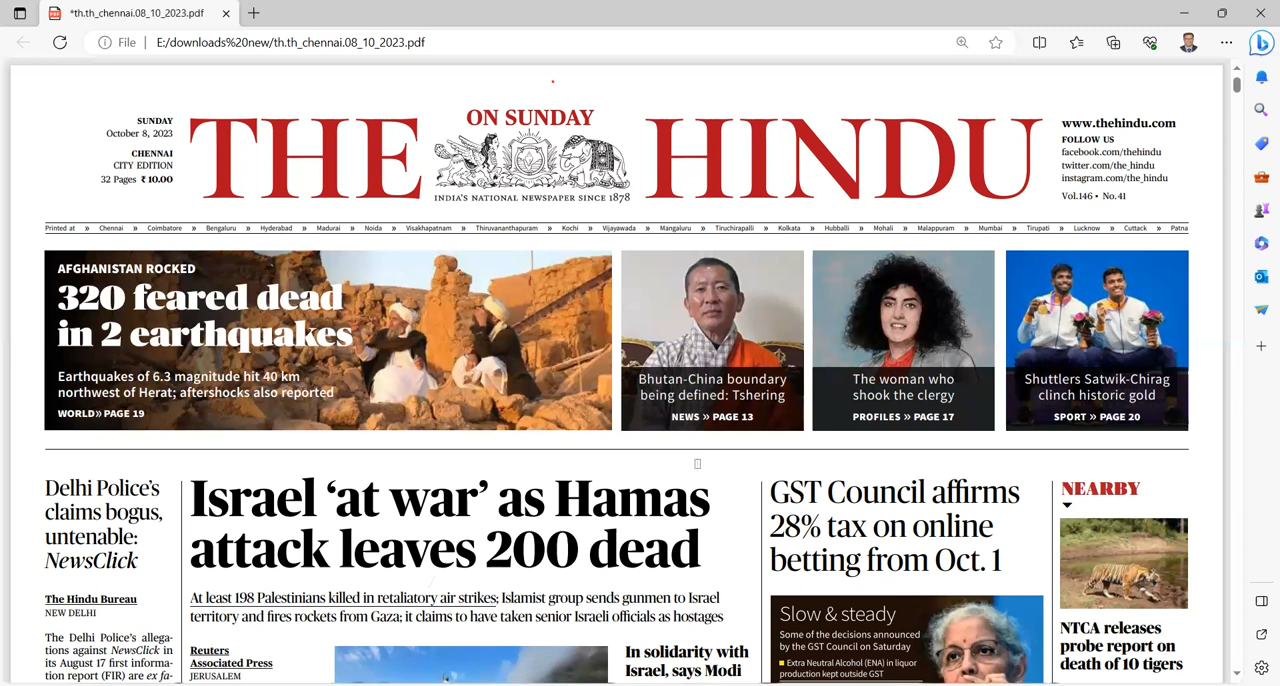 *th.th_chennai.08_10_2023.pdf
File
E:/downloads%20new/th.th_chennai.08_10_2023.pdf
SUNDAY
October 8, 2023
CHENNAI
CITY EDITION
32 Pages ₹ 10.00
THE
ON SUNDAY
INDIA'S NATIONAL NEWSPAPER SINCE 1878
HINDU
www.thehindu.com
FOLLOW US
facebook.com/thehindu
twitter.com/the_hindu
instagram.com/the_hindu
Vol.146 • No.41
Printed at » Chennai » Coimbatore » Bengaluru » Hyderabad » Madurai » Noida » Visakhapatnam » Thiruvananthapuram » Kochi » Vijayawada » Mangaluru » Tiruchirapalli » Kolkata » Hubballi » Mohali » Malappuram » Mumbai » Tirupati » Lucknow » Cuttack » Patna
AFGHANISTAN ROCKED
320 feared dead
in 2 earthquakes
Earthquakes of 6.3 magnitude hit 40 km
northwest of Herat; aftershocks also reported
WORLD» PAGE 19
Bhutan-China boundary
being defined: Tshering
NEWS » PAGE 13
The woman who
shook the clergy
PROFILES » PAGE 17
Shuttlers Satwik-Chirag
clinch historic gold
SPORT » PAGE 20
Delhi Police's
claims bogus,
untenable:
NewsClick
The Hindu Bureau
NEW DELHI
The Delhi Police's allega-
tions against NewsClick in
its August 17 first informa-
tion report (FIR) are ex fa-
Israel 'at war' as Hamas
attack leaves 200 dead
At least 198 Palestinians killed in retaliatory air strikes; Islamist group sends gunmen to Israel
territory and fires rockets from Gaza; it claims to have taken senior Israeli officials as hostages
Reuters
Associated Press
JERUSALEM
In solidarity with
Israel, says Modi
GST Council affirms
28% tax on online
betting from Oct. 1
Slow & steady
Some of the decisions announced
by the GST Council on Saturday
Extra Neutral Alcohol (ENA) in liquor
production kept outside GST
NEARBY
NTCA releases
probe report on
death of 10 tigers